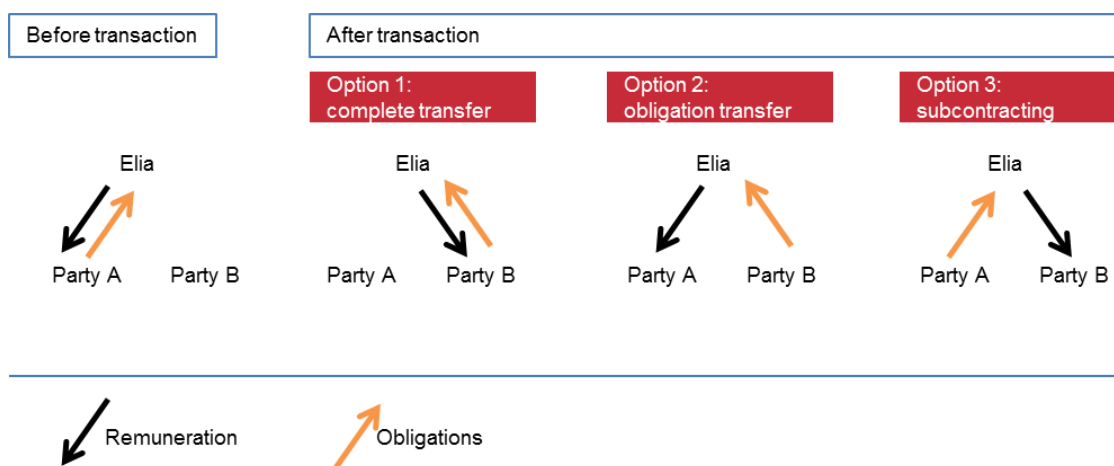 Before transaction
After transaction
Option 1:
complete transfer
Option 2:
obligation transfer
Option 3:
subcontracting
Elia
Elia
Elia
Elia
Party A
Party B
Party A
Party B
Party A
Party B
Party A
Party B
Remuneration
Obligations